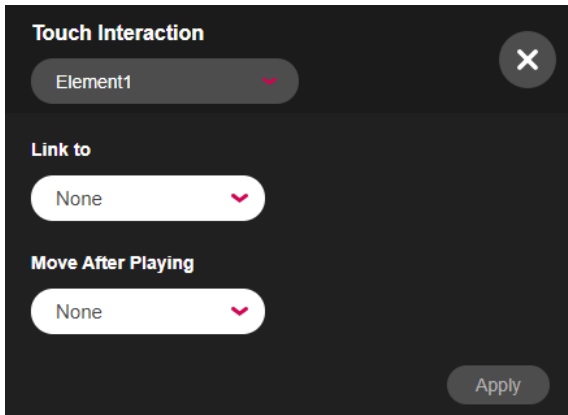 Touch Interaction
Element1
Link to
None
Move After Playing
None
Apply